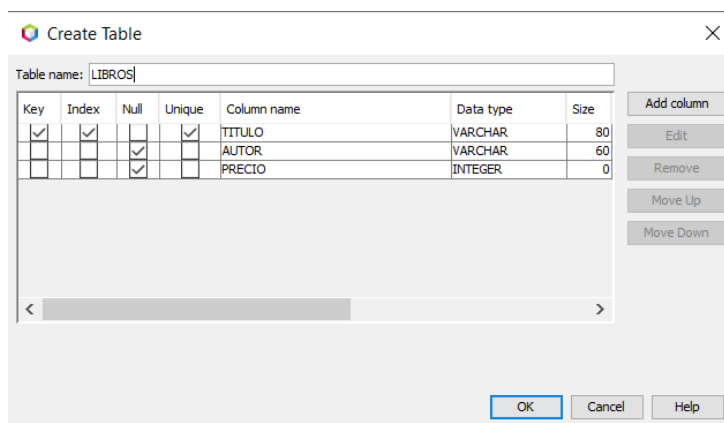 Create Table
Table name: LIBROS
Key Index Null Unique Column name Data type Size
TITULO VARCHAR 80
AUTOR VARCHAR 60
PRECIO INTEGER 0
Add column
Edit
Remove
Move Up
Move Down
OK Cancel Help